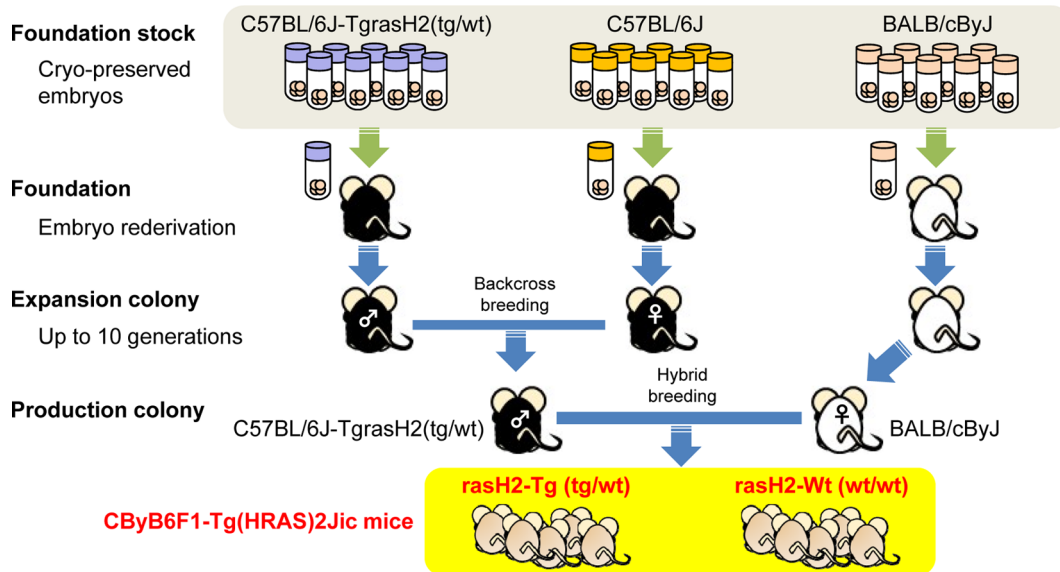 Foundation stock
Cryo-preserved
embryos
C57BL/6J-TgrasH2(tg/wt)
C57BL/6J
BALB/cByJ
Foundation
Embryo rederivation
Expansion colony
Up to 10 generations
♂
Backcross
breeding
♀
Production colony
C57BL/6J-TgrasH2(tg/wt)
♂
Hybrid
breeding
♀
BALB/cByJ
CByB6F1-Tg(HRAS)2Jic mice
rasH2-Tg (tg/wt)
rasH2-Wt (wt/wt)